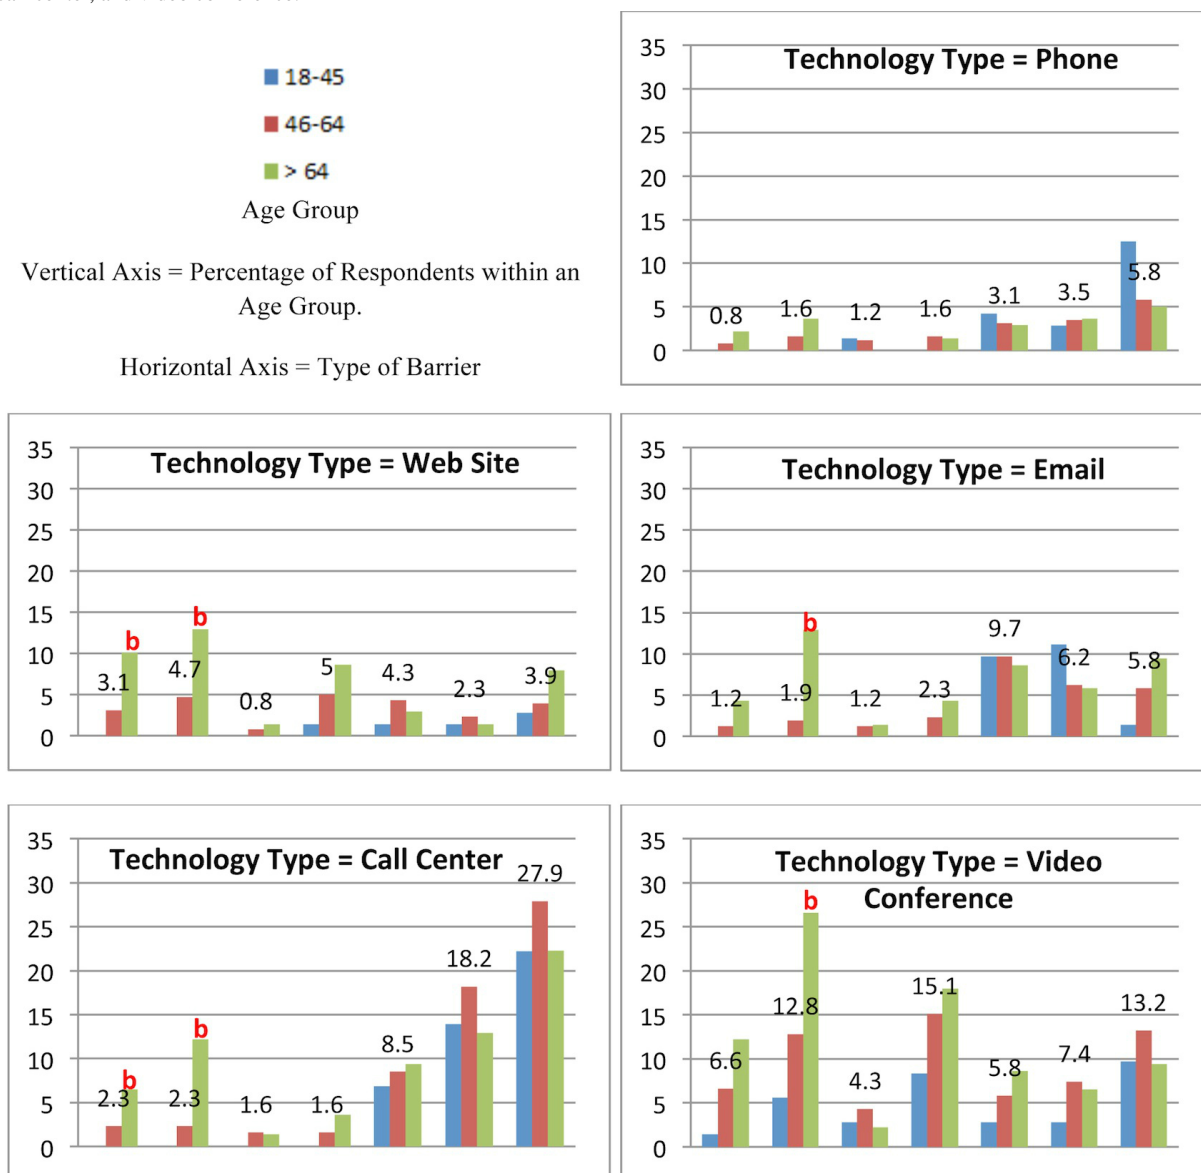 18-45
46-64
> 64
Age Group
Vertical Axis = Percentage of Respondents within an
Age Group.
Horizontal Axis = Type of Barrier
Technology Type = Phone
35
30
25
20
15
10
5
0
0.8 1.6 1.2 1.6 3.1 3.5 5.8
Technology Type = Web Site
35
30
25
20
15
10
5
0
b b
3.1 4.7 0.8 5 4.3 2.3 3.9
Technology Type = Email
35
30
25
20
15
10
5
0
b
1.2 1.9 1.2 2.3 9.7 6.2 5.8
Technology Type = Call Center
35
30
25
20
15
10
5
0
b b
2.3 2.3 1.6 1.6 8.5 18.2 27.9
Technology Type = Video
Conference
35
30
25
20
15
10
5
0
b
6.6 12.8 4.3 15.1 5.8 7.4 13.2